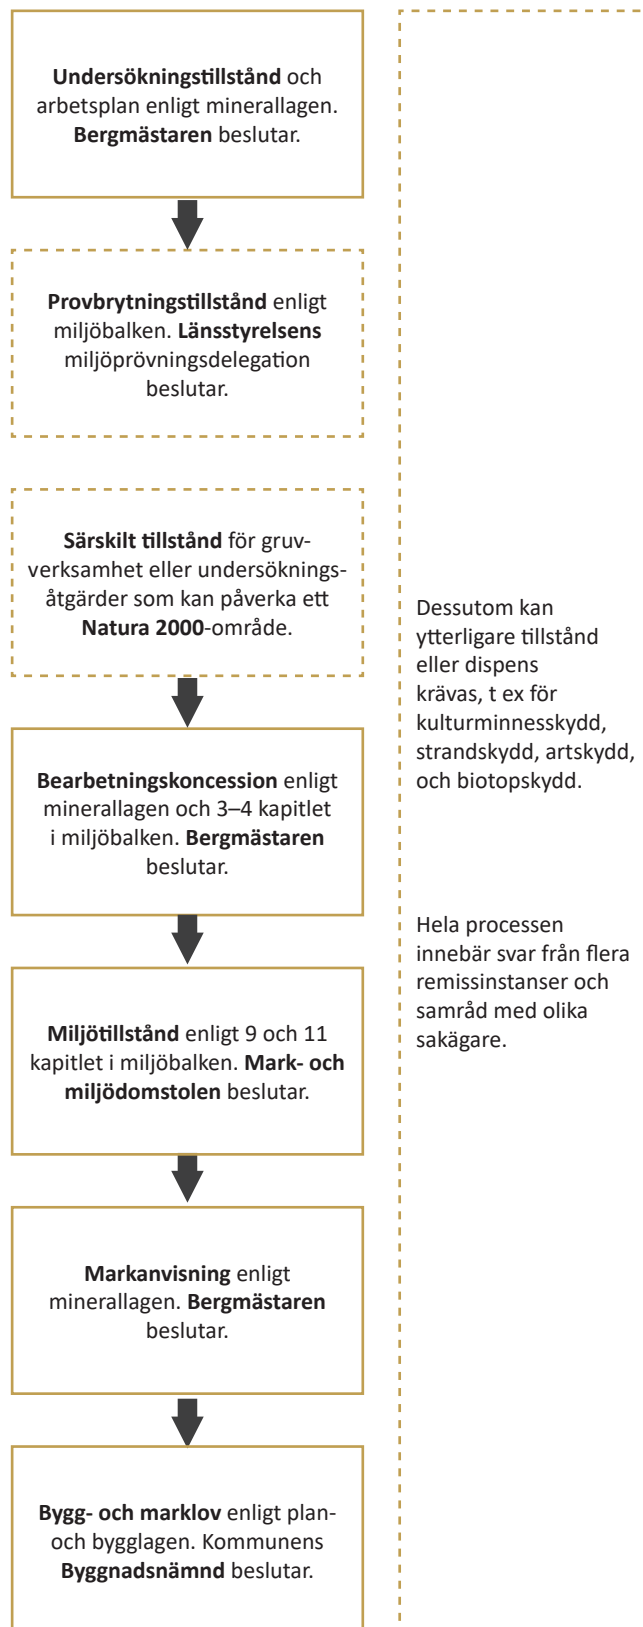 Undersökningstillstånd och
arbetsplan enligt minerallagen.
Bergmästaren beslutar.
Provbrytningstillstånd enligt
miljöbalken. Länsstyrelsens
miljöprövningsdelegation
beslutar.
Särskilt tillstånd för gruv-
verksamhet eller undersöknings-
åtgärder som kan påverka ett
Natura 2000-område.
Bearbetningskoncession enligt
minerallagen och 3–4 kapitlet
i miljöbalken. Bergmästaren
beslutar.
Miljötillstånd enligt 9 och 11
kapitlet i miljöbalken. Mark- och
miljödomstolen beslutar.
Markanvisning enligt
minerallagen. Bergmästaren
beslutar.
Bygg- och marklov enligt plan-
och bygglagen. Kommunens
Byggnadsnämnd beslutar.
Dessutom kan
ytterligare tillstånd
eller dispens
krävas, t ex för
kulturminnesskydd,
strandskydd, artskydd,
och biotopskydd.
Hela processen
innebär svar från flera
remissinstanser och
samråd med olika
sakägare.